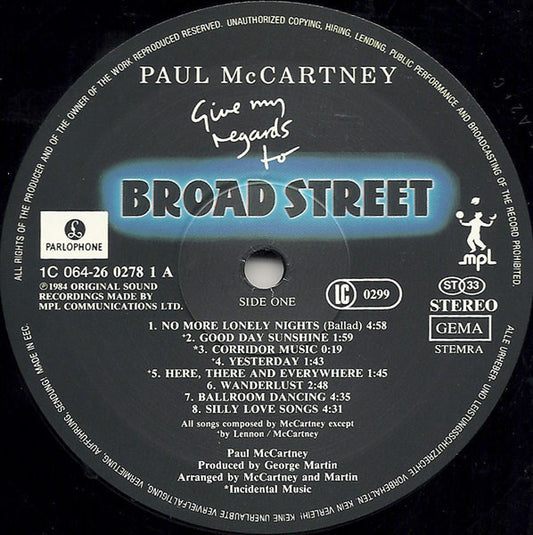 ALL RIGHTS OF THE PRODUCER AND OF THE OWNER OF THE WORK REPRODUCED RESERVED. UNAUTHORIZED COPYING, HIRING, LENDING, PUBLIC PERFORMANCE AND BROADCASTING OF THE RECORD PROHIBITED.
PAUL McCARTNEY
Give my
regards
to
BROAD STREET
PARLOPHONE
mpl
1C 064-26 0278 1 A
℗1984 ORIGINAL SOUND
RECORDINGS MADE BY
MPL COMMUNICATIONS LTD.
SIDE ONE
LC 0299
ST 33
STEREO
GEMA
STEMRA
1. NO MORE LONELY NIGHTS (Ballad) 4:58
*2. GOOD DAY SUNSHINE 1:59
*3. CORRIDOR MUSIC 0:19
*4. YESTERDAY 1:43
*5. HERE, THERE AND EVERYWHERE 1:45
6. WANDERLUST 2:48
7. BALLROOM DANCING 4:35
8. SILLY LOVE SONGS 4:31
All songs composed by McCartney except
*by Lennon / McCartney
Paul McCartney
Produced by George Martin
Arranged by McCartney and Martin
*Incidental Music
ALLE URHEBER- UND LEISTUNGSSCHUTZRECHTE VORBEHALTEN. KEIN VERLEIH! KEINE UNERLAUBTE VERVIELFÄLTIGUNG, VERMIETUNG, AUFFÜHRUNG, SENDUNG! MADE IN EEC.